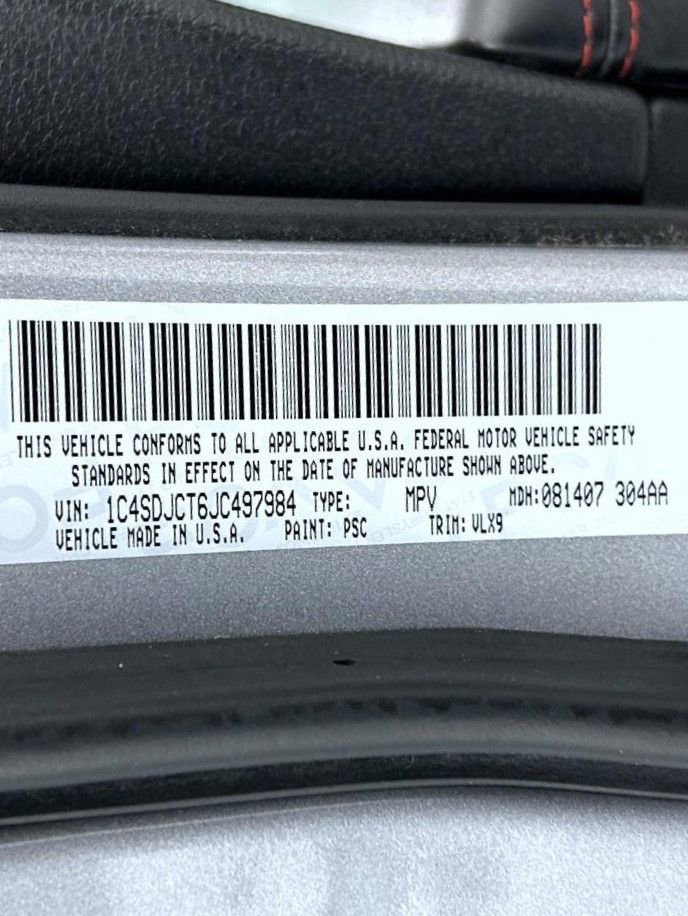 THIS VEHICLE CONFORMS TO ALL APPLICABLE U.S.A. FEDERAL MOTOR VEHICLE SAFETY
STANDARDS IN EFFECT ON THE DATE OF MANUFACTURE SHOWN ABOVE.
VIN: 1C4SDJCT6JC497984 TYPE: MPV MDH:081407 304AA
VEHICLE MADE IN U.S.A. PAINT: PSC TRIM: VLX9